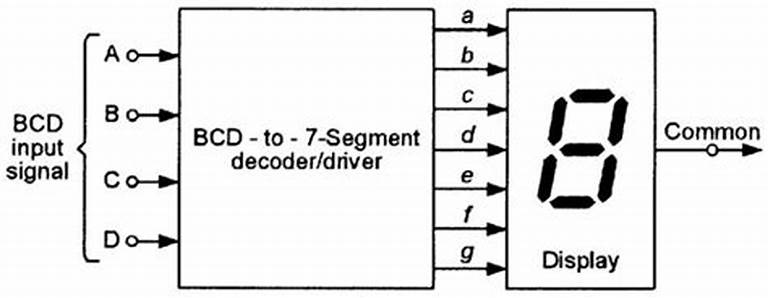 BCD
input
signal
A
B
C
D
BCD - to - 7-Segment
decoder/driver
a
b
c
d
e
f
g
Display
Common